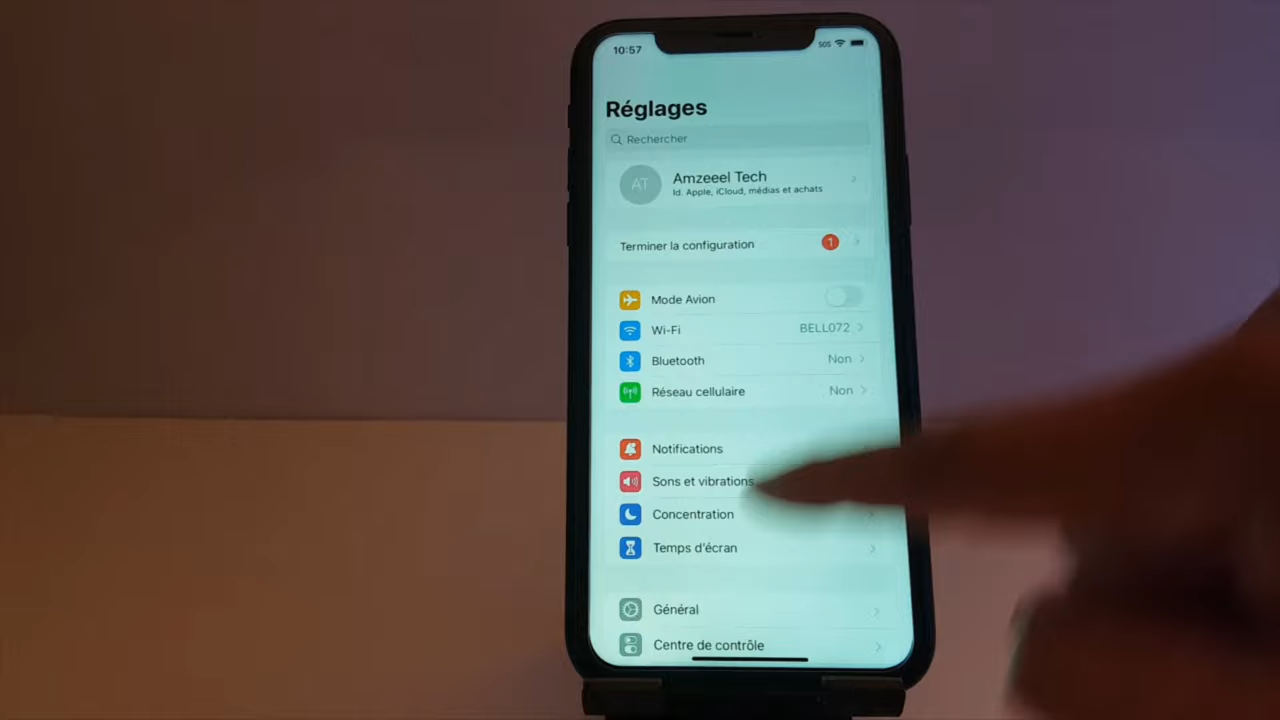 10:57
SOS
Réglages
Rechercher
AT
Amzeeel Tech
Id. Apple, iCloud, médias et achats
Terminer la configuration 1
Mode Avion
Wi-Fi BELL072
Bluetooth Non
Réseau cellulaire Non
Notifications
Sons et vibrations
Concentration
Temps d'écran
Général
Centre de contrôle